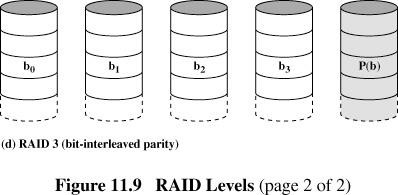 b0 b1 b2 b3 P(b)
(d) RAID 3 (bit-interleaved parity)
Figure 11.9 RAID Levels (page 2 of 2)